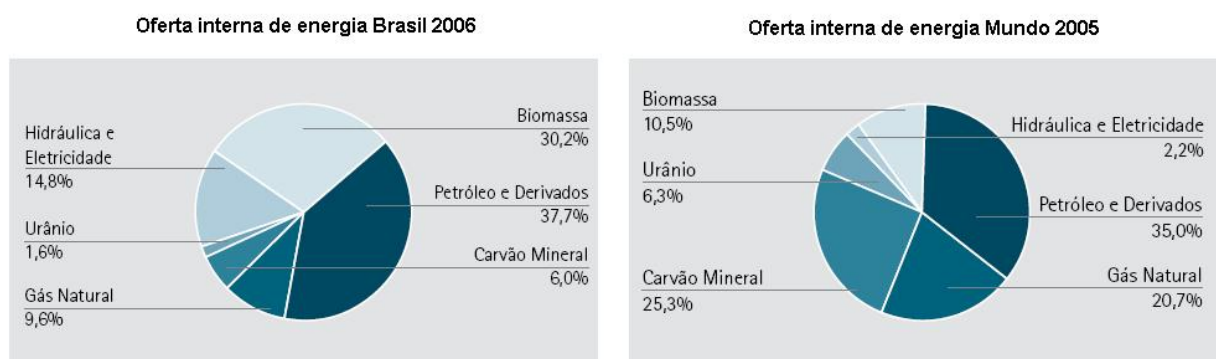 Oferta interna de energia Brasil 2006
Biomassa
30,2%
Hidráulica e
Eletricidade
14,8%
Petróleo e Derivados
37,7%
Urânio
1,6%
Carvão Mineral
6,0%
Gás Natural
9,6%
Oferta interna de energia Mundo 2005
Biomassa
10,5%
Hidráulica e Eletricidade
2,2%
Urânio
6,3%
Petróleo e Derivados
35,0%
Carvão Mineral
25,3%
Gás Natural
20,7%